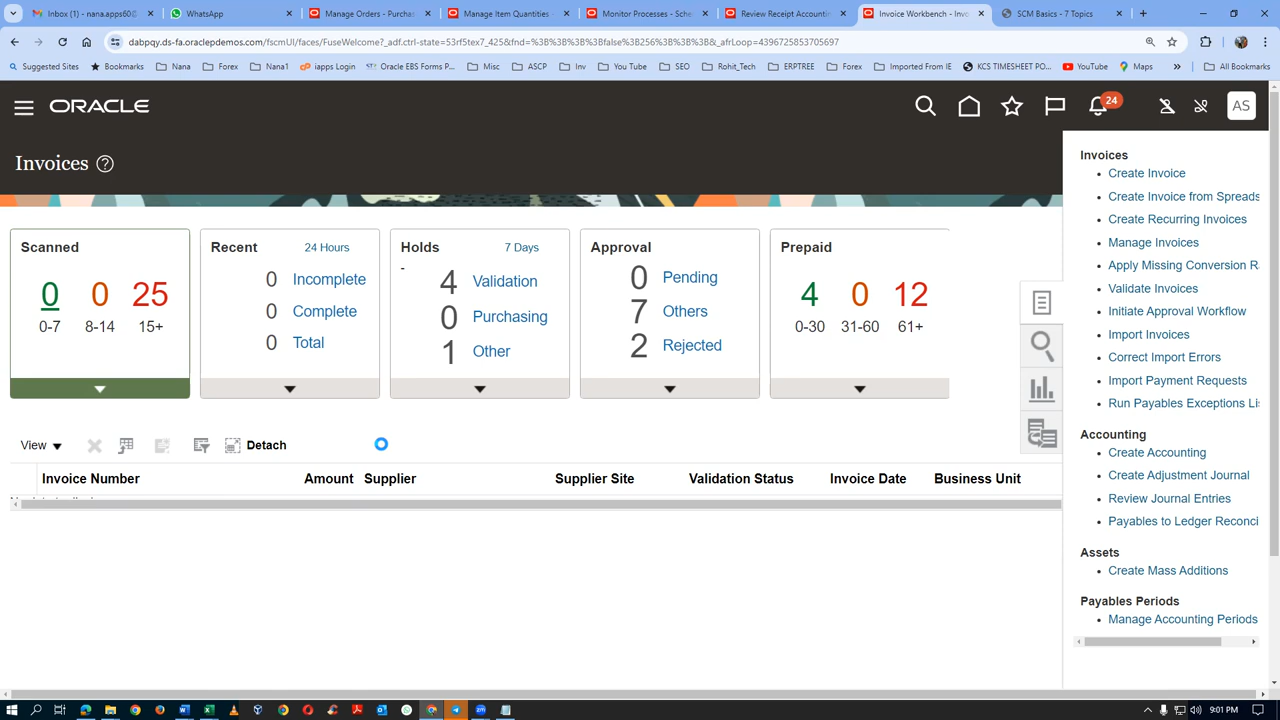 Inbox (1) - nana.apps60@
WhatsApp
Manage Orders - Purchas
Manage Item Quantities -
Monitor Processes - Sche
Review Receipt Accountin
Invoice Workbench - Invo
SCM Basics - 7 Topics
dabpqy.ds-fa.oraclepdemos.com/fscmUI/faces/FuseWelcome?_adf.ctrl-state=53rf5tex7_425&fnd=%3B%3B%3B%3Bfalse%3B256%3B%3B%3B&_afrLoop=4396725853705697
Suggested Sites
Bookmarks
Nana
Forex
Nana1
iapps Login
Oracle EBS Forms P...
Misc
ASCP
Inv
You Tube
SEO
Rohit_Tech
ERPTREE
Forex
Imported From IE
KCS TIMESHEET PO...
YouTube
Maps
All Bookmarks
ORACLE
24
AS
Invoices
Scanned
0 0 25
0-7 8-14 15+
Recent 24 Hours
0 Incomplete
0 Complete
0 Total
Holds 7 Days
4 Validation
0 Purchasing
1 Other
Approval
0 Pending
7 Others
2 Rejected
Prepaid
4 0 12
0-30 31-60 61+
View
Detach
Invoice Number Amount Supplier Supplier Site Validation Status Invoice Date Business Unit
Invoices
Create Invoice
Create Invoice from Spreads
Create Recurring Invoices
Manage Invoices
Apply Missing Conversion R
Validate Invoices
Initiate Approval Workflow
Import Invoices
Correct Import Errors
Import Payment Requests
Run Payables Exceptions Li
Accounting
Create Accounting
Create Adjustment Journal
Review Journal Entries
Payables to Ledger Reconci
Assets
Create Mass Additions
Payables Periods
Manage Accounting Periods
9:01 PM